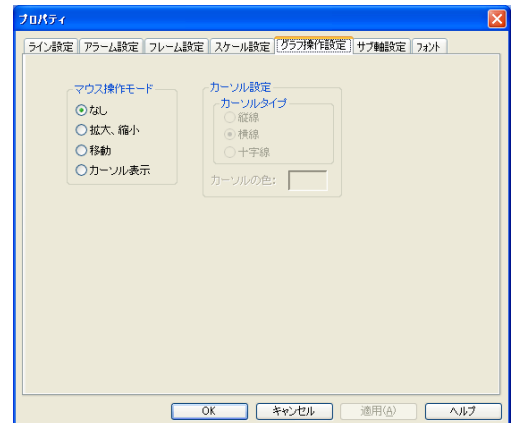 プロパティ
ライン設定 アラーム設定 フレーム設定 スケール設定 グラフ操作設定 サブ軸設定 フォント
マウス操作モード
なし
拡大、縮小
移動
カーソル表示
カーソル設定
カーソルタイプ
縦線
横線
十字線
カーソルの色:
OK キャンセル 適用(A) ヘルプ